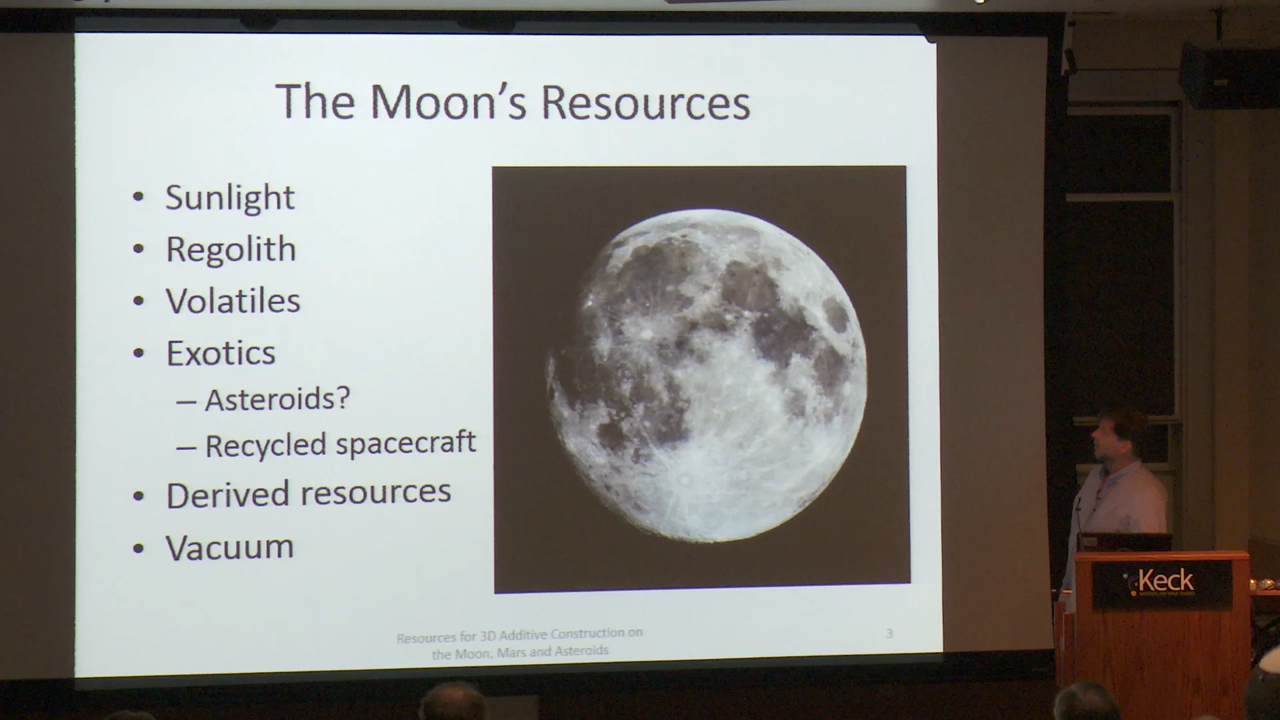 The Moon's Resources
• Sunlight
• Regolith
• Volatiles
• Exotics
– Asteroids?
– Recycled spacecraft
• Derived resources
• Vacuum
Resources for 3D Additive Construction on
the Moon, Mars and Asteroids
3
Keck